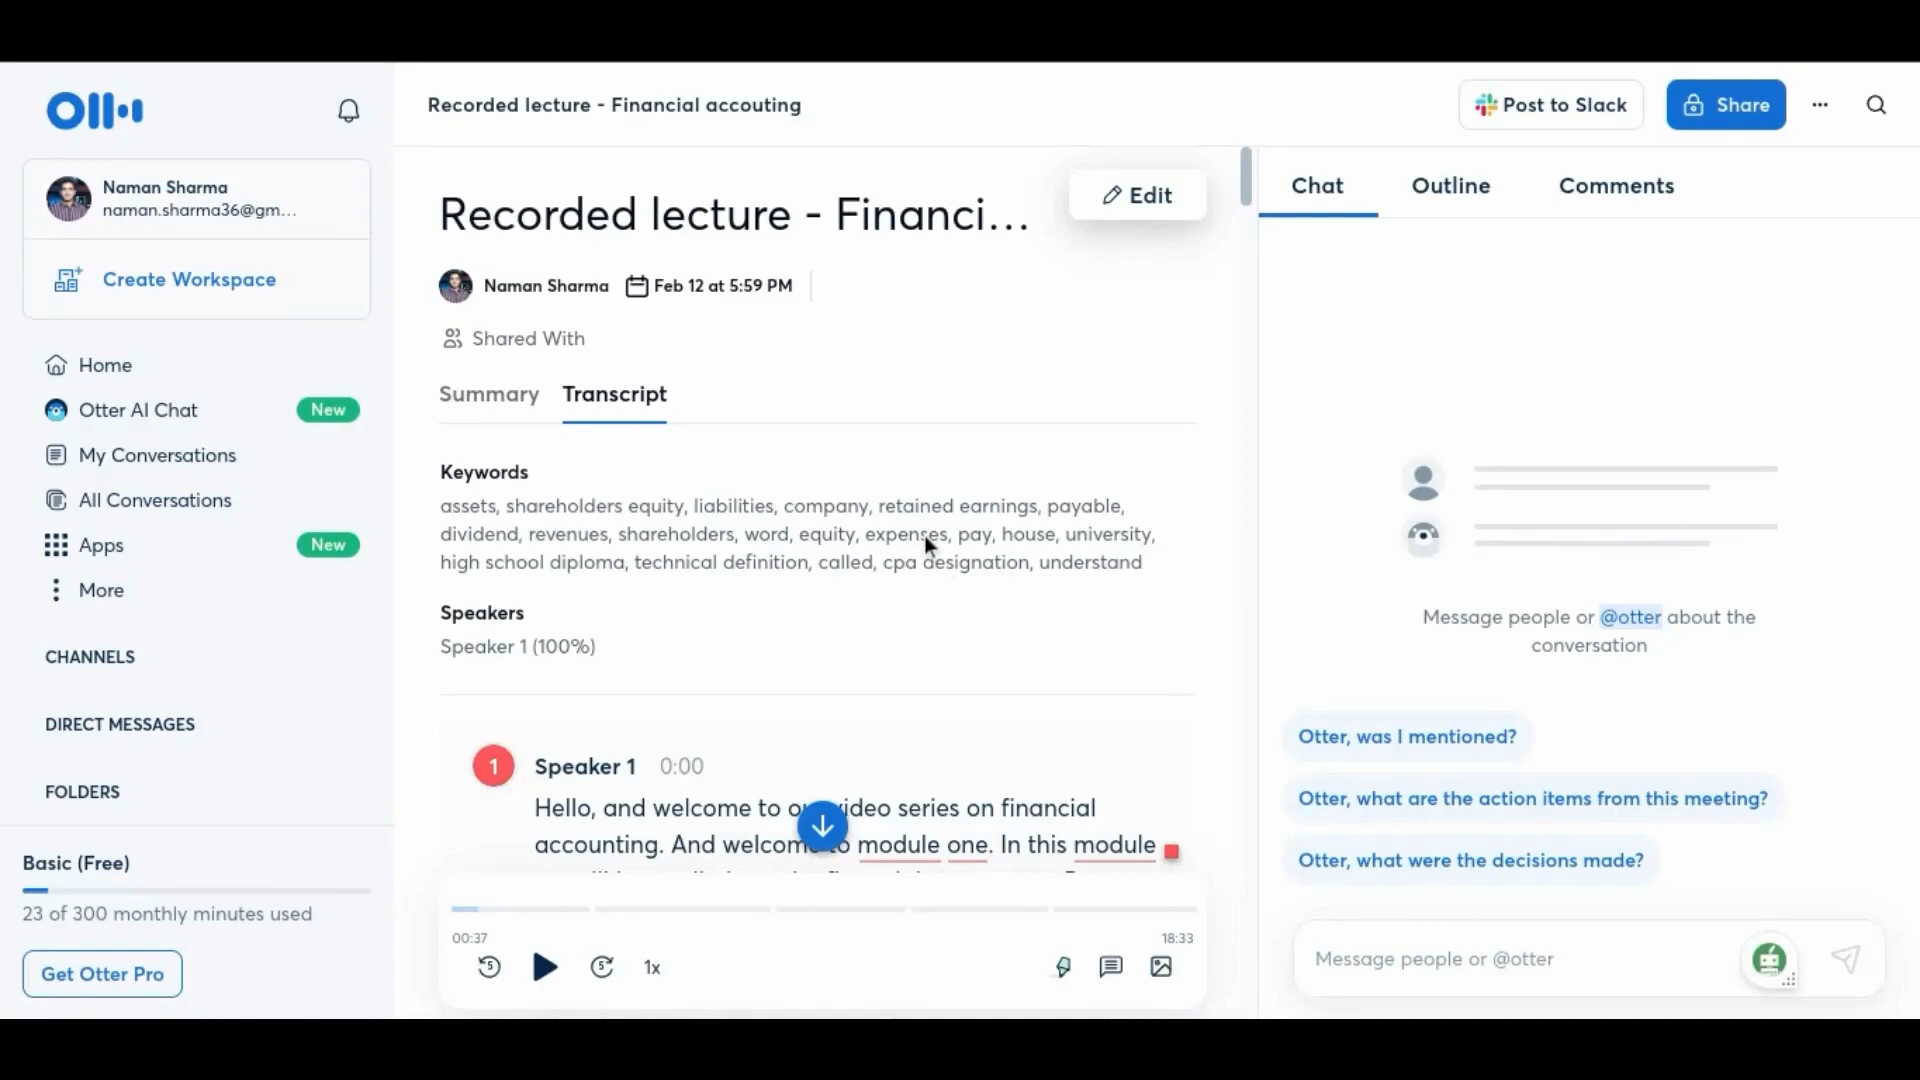 Recorded lecture - Financial accouting
Post to Slack
Share
Naman Sharma
naman.sharma36@gm...
Create Workspace
Home
Otter AI Chat
New
My Conversations
All Conversations
Apps
New
More
CHANNELS
DIRECT MESSAGES
FOLDERS
Basic (Free)
23 of 300 monthly minutes used
Get Otter Pro
Recorded lecture - Financi...
Edit
Naman Sharma
Feb 12 at 5:59 PM
Shared With
Summary
Transcript
Keywords
assets, shareholders equity, liabilities, company, retained earnings, payable,
dividend, revenues, shareholders, word, equity, expenses, pay, house, university,
high school diploma, technical definition, called, cpa designation, understand
Speakers
Speaker 1 (100%)
1
Speaker 1 0:00
Hello, and welcome to our video series on financial
accounting. And welcome to module one. In this module
00:37
18:33
5
5
1x
Chat
Outline
Comments
Message people or @otter about the
conversation
Otter, was I mentioned?
Otter, what are the action items from this meeting?
Otter, what were the decisions made?
Message people or @otter